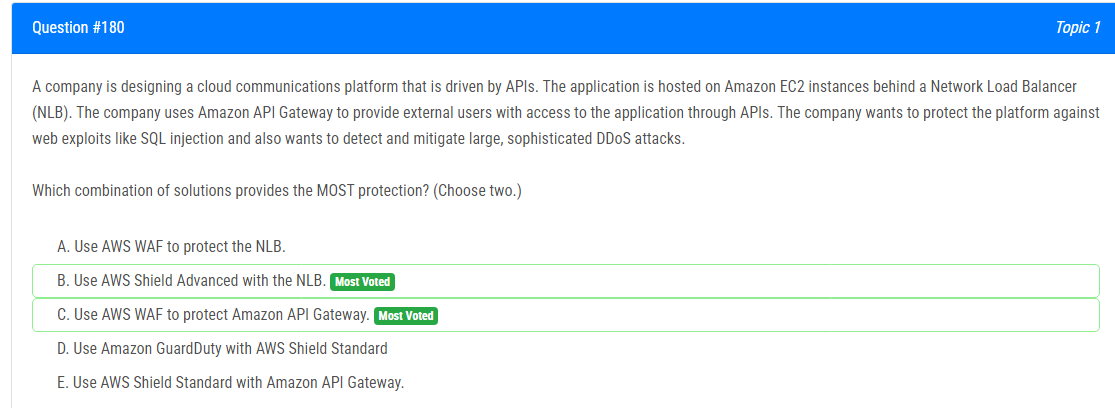 Question #180
Topic 1
A company is designing a cloud communications platform that is driven by APIs. The application is hosted on Amazon EC2 instances behind a Network Load Balancer
(NLB). The company uses Amazon API Gateway to provide external users with access to the application through APIs. The company wants to protect the platform against
web exploits like SQL injection and also wants to detect and mitigate large, sophisticated DDoS attacks.
Which combination of solutions provides the MOST protection? (Choose two.)
A. Use AWS WAF to protect the NLB.
B. Use AWS Shield Advanced with the NLB. Most Voted
C. Use AWS WAF to protect Amazon API Gateway. Most Voted
D. Use Amazon GuardDuty with AWS Shield Standard
E. Use AWS Shield Standard with Amazon API Gateway.